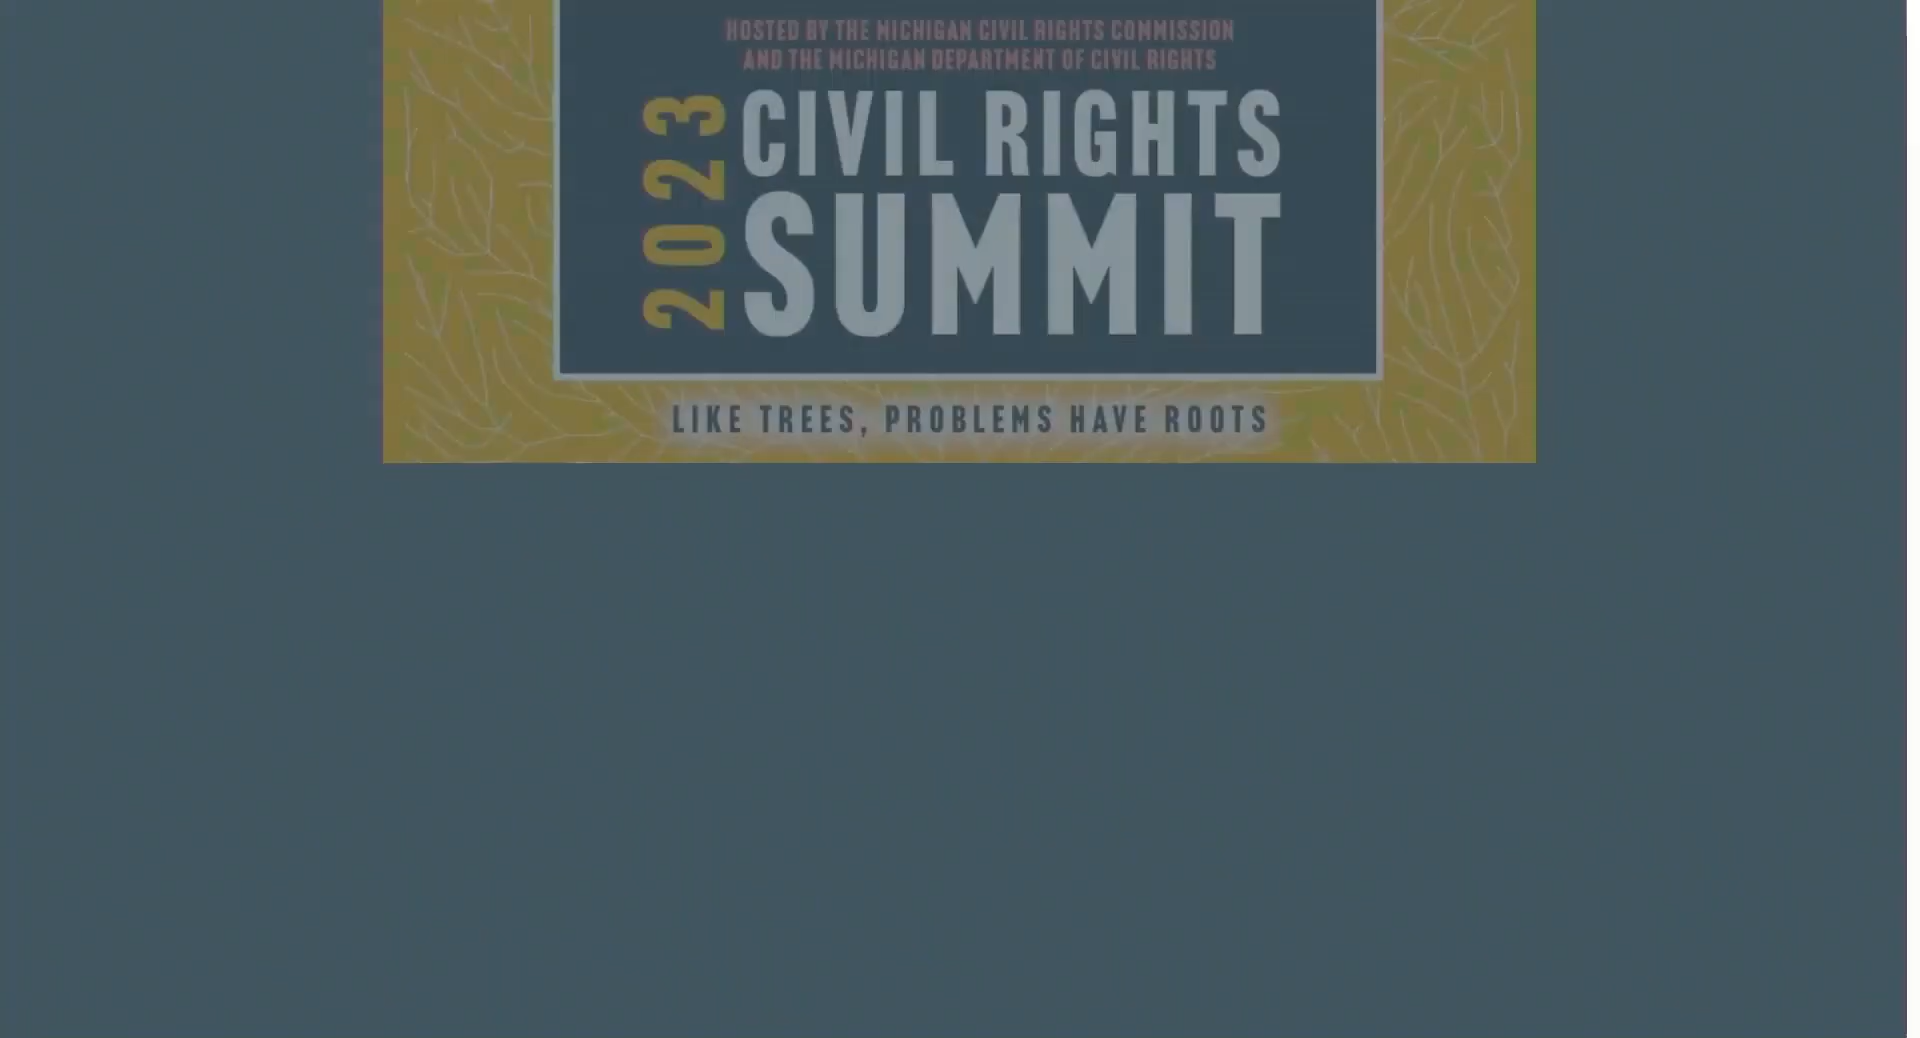 HOSTED BY THE MICHIGAN CIVIL RIGHTS COMMISSION
AND THE MICHIGAN DEPARTMENT OF CIVIL RIGHTS
2023
CIVIL RIGHTS
SUMMIT
LIKE TREES, PROBLEMS HAVE ROOTS